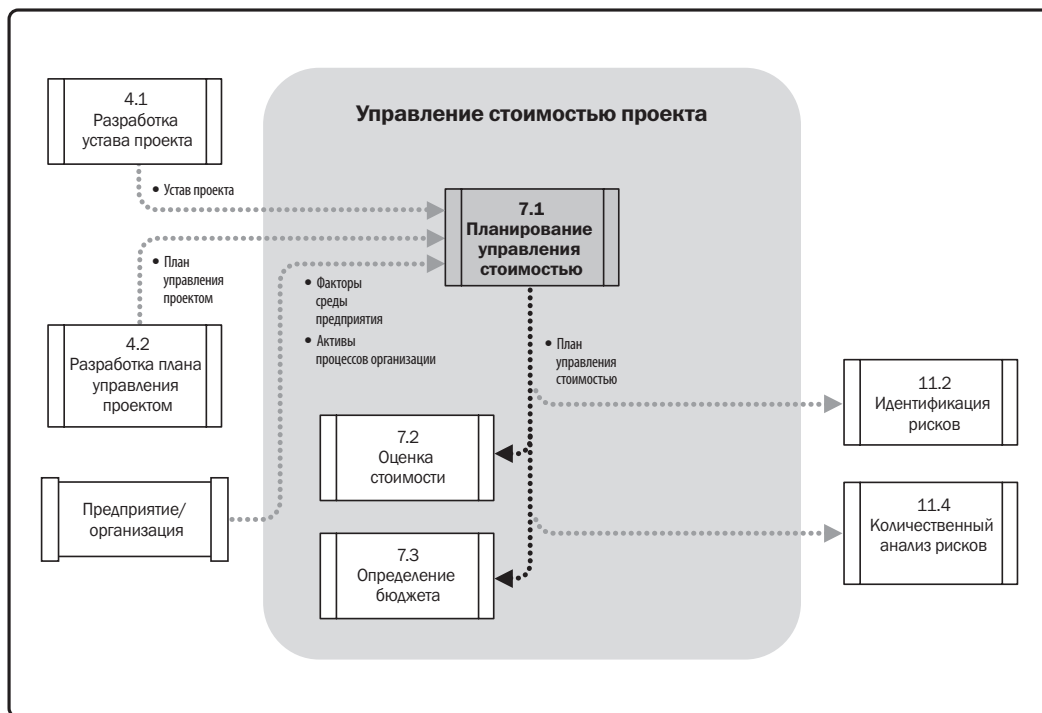 Управление стоимостью проекта
4.1
Разработка
устава проекта
• Устав проекта
7.1
Планирование
управления
стоимостью
• План
управления
проектом
• Факторы
среды
предприятия
• Активы
процессов организации
4.2
Разработка плана
управления
проектом
• План
управления
стоимостью
11.2
Идентификация
рисков
7.2
Оценка
стоимости
Предприятие/
организация
11.4
Количественный
анализ рисков
7.3
Определение
бюджета